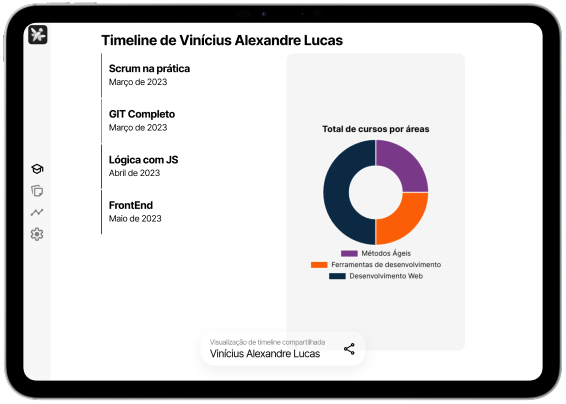 Timeline de Vinícius Alexandre Lucas
Scrum na prática
Março de 2023
GIT Completo
Março de 2023
Lógica com JS
Abril de 2023
FrontEnd
Maio de 2023
Total de cursos por áreas
Métodos Ágeis
Ferramentas de desenvolvimento
Desenvolvimento Web
Visualização de timeline compartilhada
Vinícius Alexandre Lucas